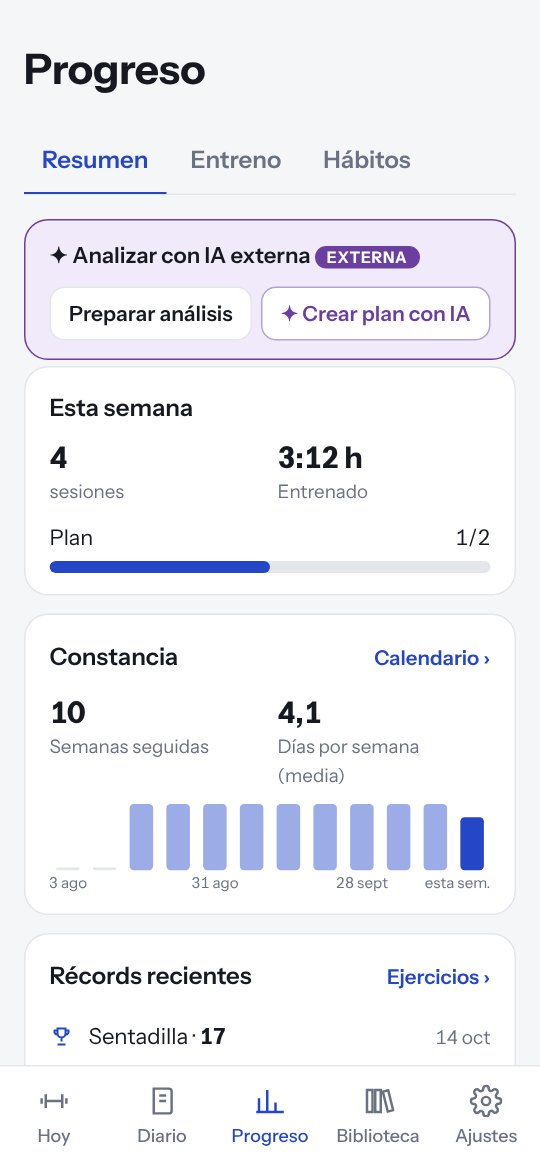 Progreso
Resumen Entreno Hábitos
✦ Analizar con IA externa EXTERNA
Preparar análisis ✦ Crear plan con IA
Esta semana
4 3:12 h
sesiones Entrenado
Plan 1/2
Constancia Calendario ›
10 4,1
Semanas seguidas Días por semana
(media)
3 ago 31 ago 28 sept esta sem.
Récords recientes Ejercicios ›
Sentadilla · 17 14 oct
Hoy Diario Progreso Biblioteca Ajustes